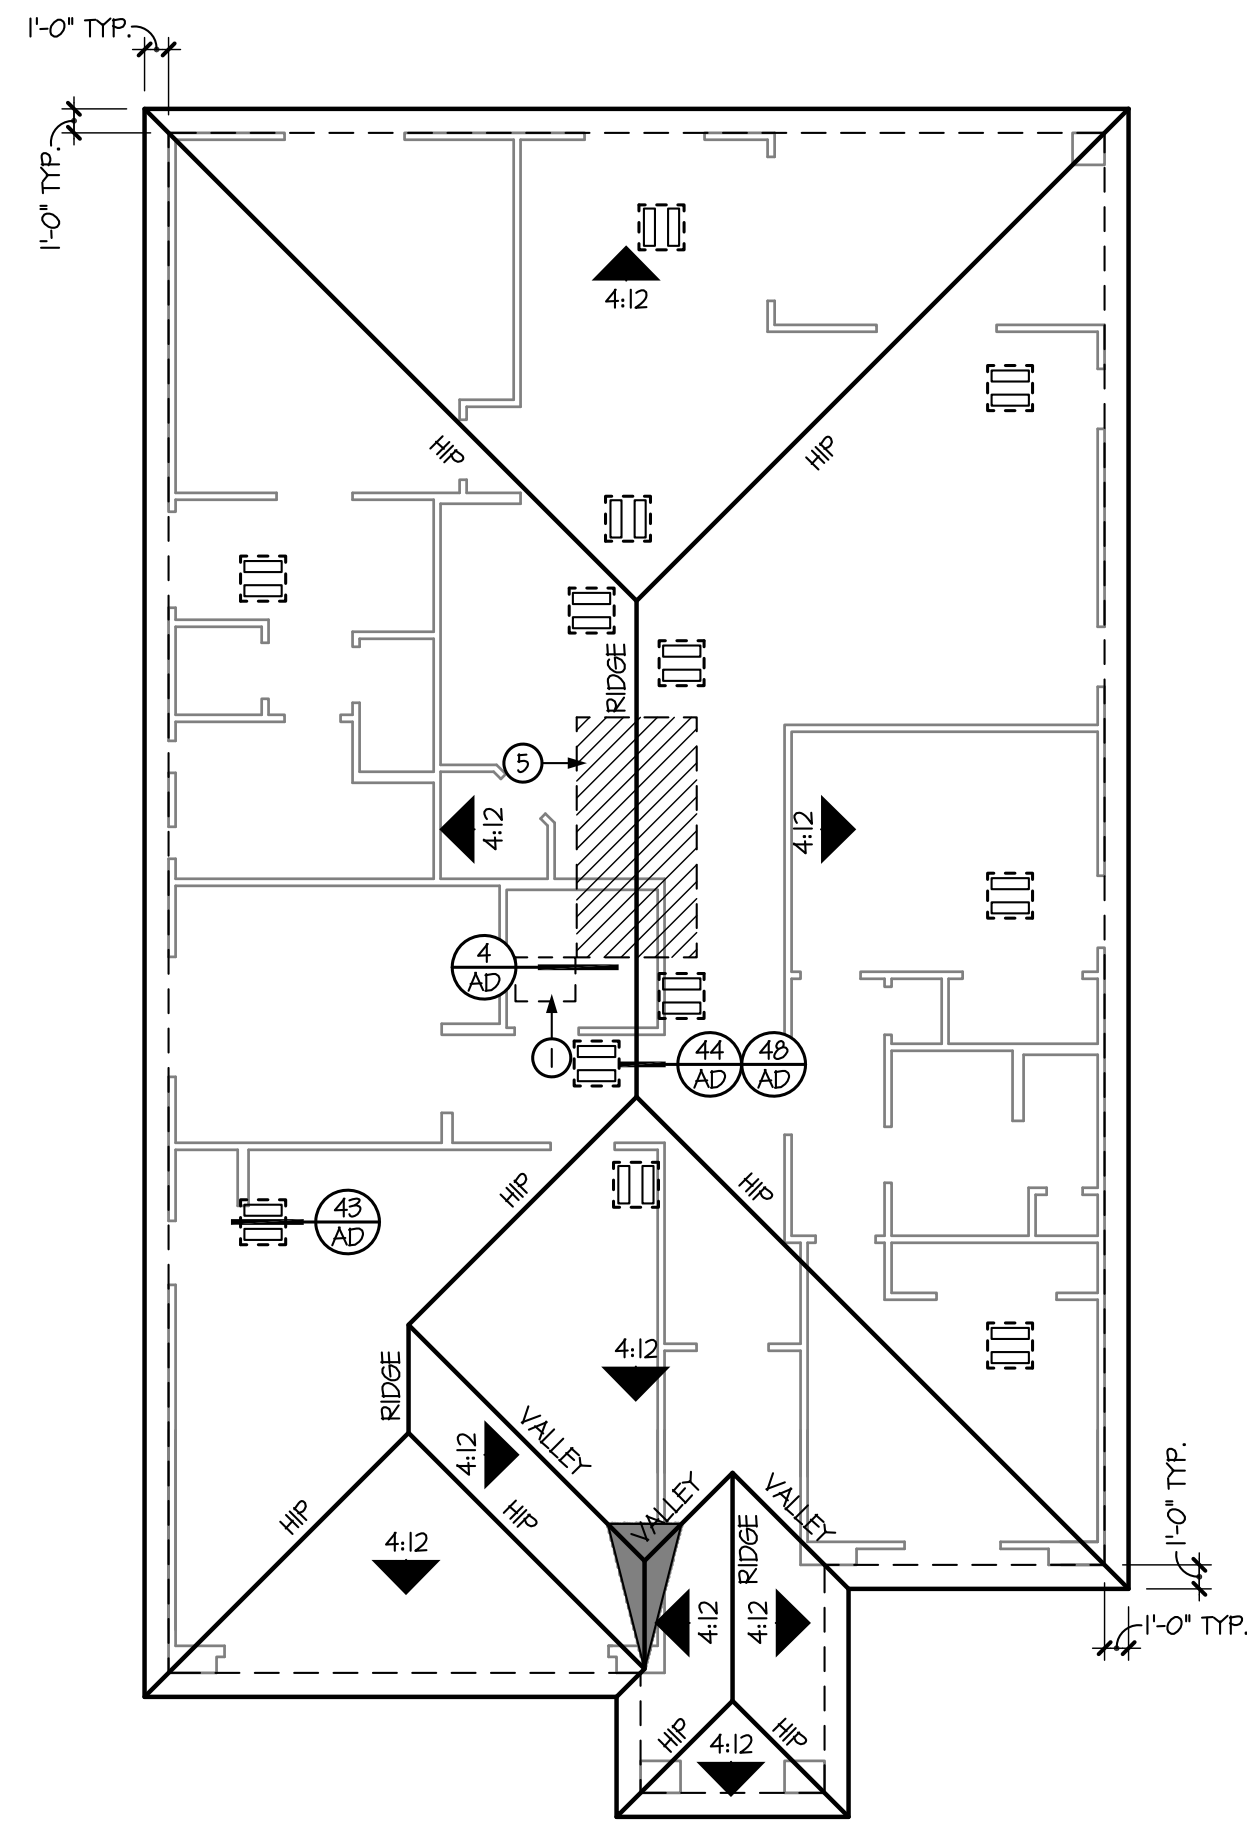 1'-0" TYP.
1'-0" TYP.
4:12
HIP
HIP
RIDGE
5
4:12
4:12
4
AD
1
44
AD
48
AD
HIP
HIP
43
AD
4:12
RIDGE
VALLEY
4:12
VALLEY
VALLEY
1'-0" TYP.
HIP
HIP
RIDGE
4:12
4:12
4:12
1'-0" TYP.
HIP
HIP
4:12